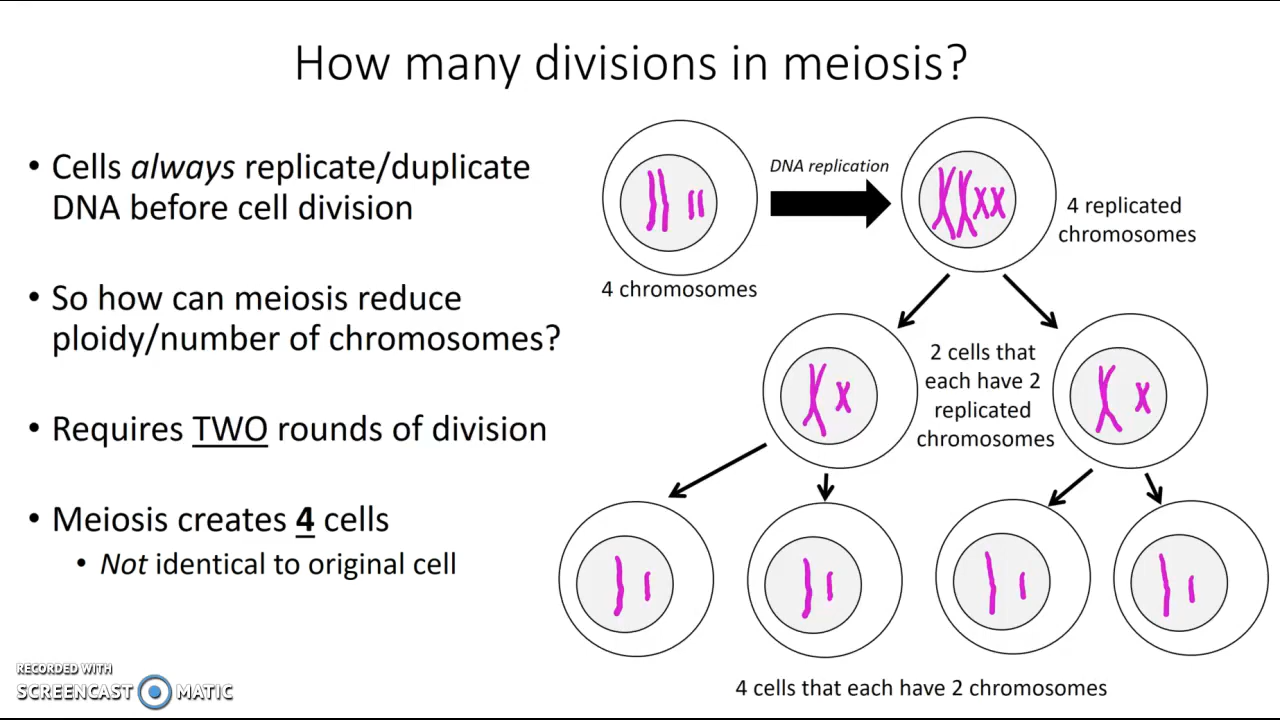 How many divisions in meiosis?
• Cells always replicate/duplicate
DNA before cell division
• So how can meiosis reduce
ploidy/number of chromosomes?
• Requires TWO rounds of division
• Meiosis creates 4 cells
• Not identical to original cell
DNA replication
4 chromosomes
4 replicated
chromosomes
2 cells that
each have 2
replicated
chromosomes
4 cells that each have 2 chromosomes
RECORDED WITH
SCREENCAST MATIC